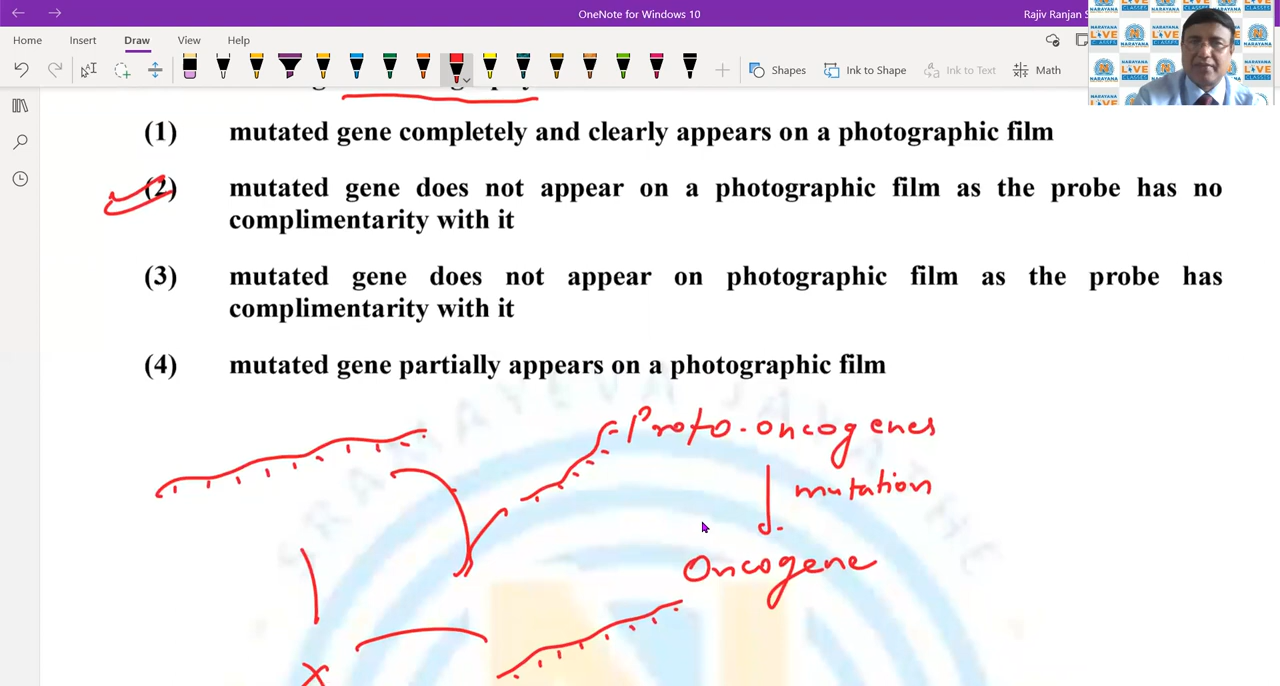 OneNote for Windows 10
Rajiv Ranjan S
Home Insert Draw View Help
Shapes Ink to Shape Ink to Text Math
NARAYANA LIVE CLASSES
(1) mutated gene completely and clearly appears on a photographic film
(2) mutated gene does not appear on a photographic film as the probe has no
complimentarity with it
(3) mutated gene does not appear on photographic film as the probe has
complimentarity with it
(4) mutated gene partially appears on a photographic film
Proto-oncogenes
mutation
Oncogene
X